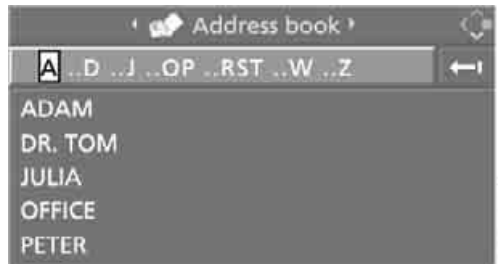 Address book
A ..D ..J ..OP ..RST ..W ..Z
ADAM
DR. TOM
JULIA
OFFICE
PETER